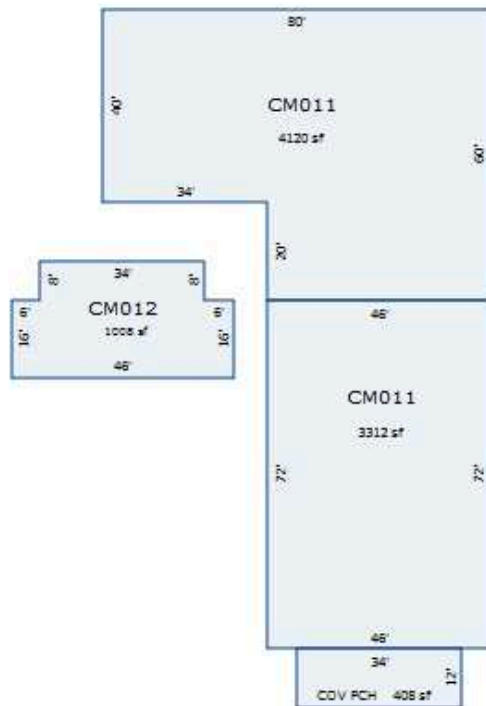 80'
40'
CM011
4120 sf
60'
34'
20'
34'
8'
8'
CM012
1008 sf
6'
6'
16'
16'
46'
46'
CM011
3312 sf
72'
72'
46'
34'
12'
COV PCH 408 sf